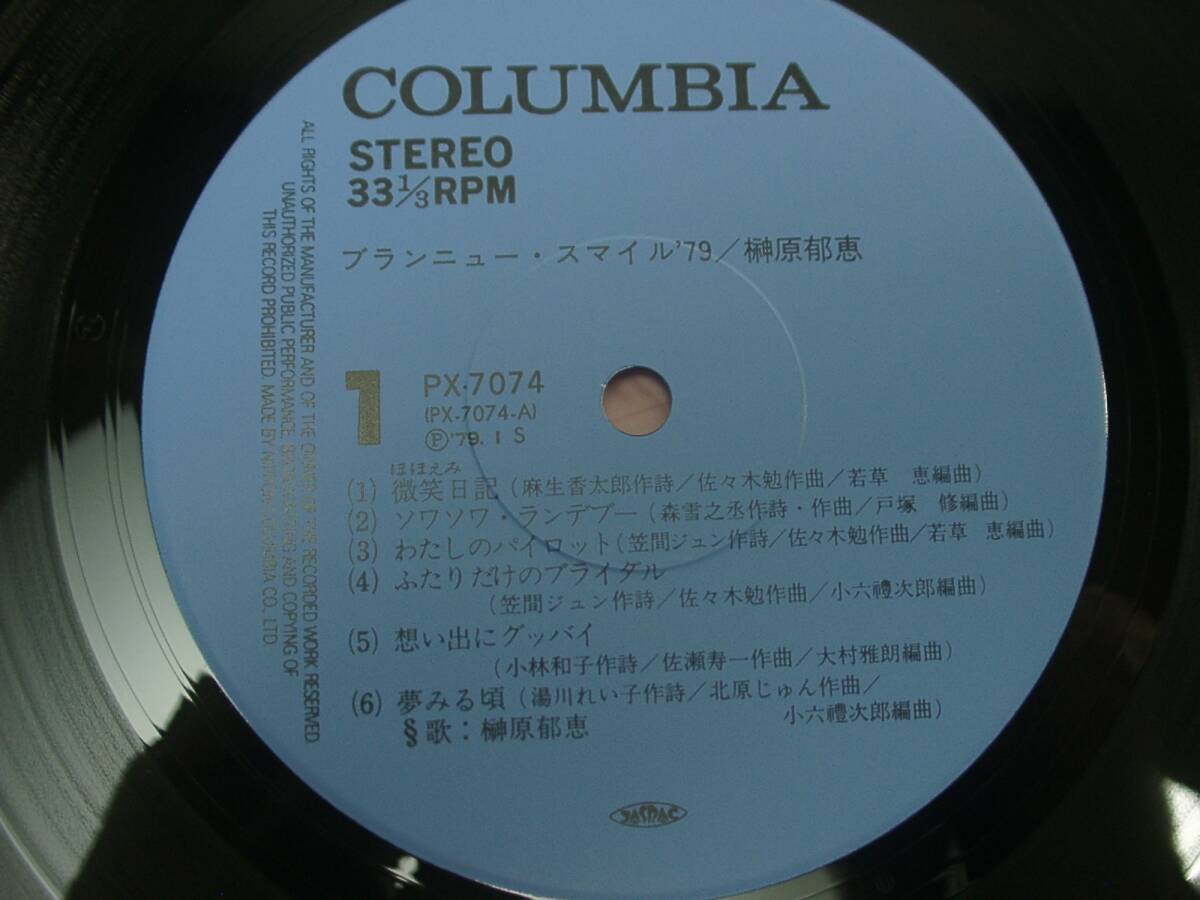 COLUMBIA
STEREO
33 1/3 RPM
ブランニュー・スマイル'79/榊原郁恵
1
PX-7074
(PX-7074-A)
Ⓟ'79. 1 S
ほほえみ
(1) 微笑日記(麻生香太郎作詩/佐々木勉作曲/若草 恵編曲)
(2) ソワソワ・ランデブー(森雪之丞作詩・作曲/戸塚 修編曲)
(3) わたしのパイロット(笠間ジュン作詩/佐々木勉作曲/若草 恵編曲)
(4) ふたりだけのブライダル
(笠間ジュン作詩/佐々木勉作曲/小六禮次郎編曲)
(5) 想い出にグッバイ
(小林和子作詩/佐瀬寿一作曲/大村雅朗編曲)
(6) 夢みる頃(湯川れい子作詩/北原じゅん作曲/
小六禮次郎編曲)
§歌:榊原郁恵
JASRAC
ALL RIGHTS OF THE MANUFACTURER AND OF THE OWNER OF THE RECORDED WORK RESERVED.
UNAUTHORIZED PUBLIC PERFORMANCE, BROADCASTING AND COPYING OF
THIS RECORD PROHIBITED. MADE BY NIPPON COLUMBIA CO., LTD.